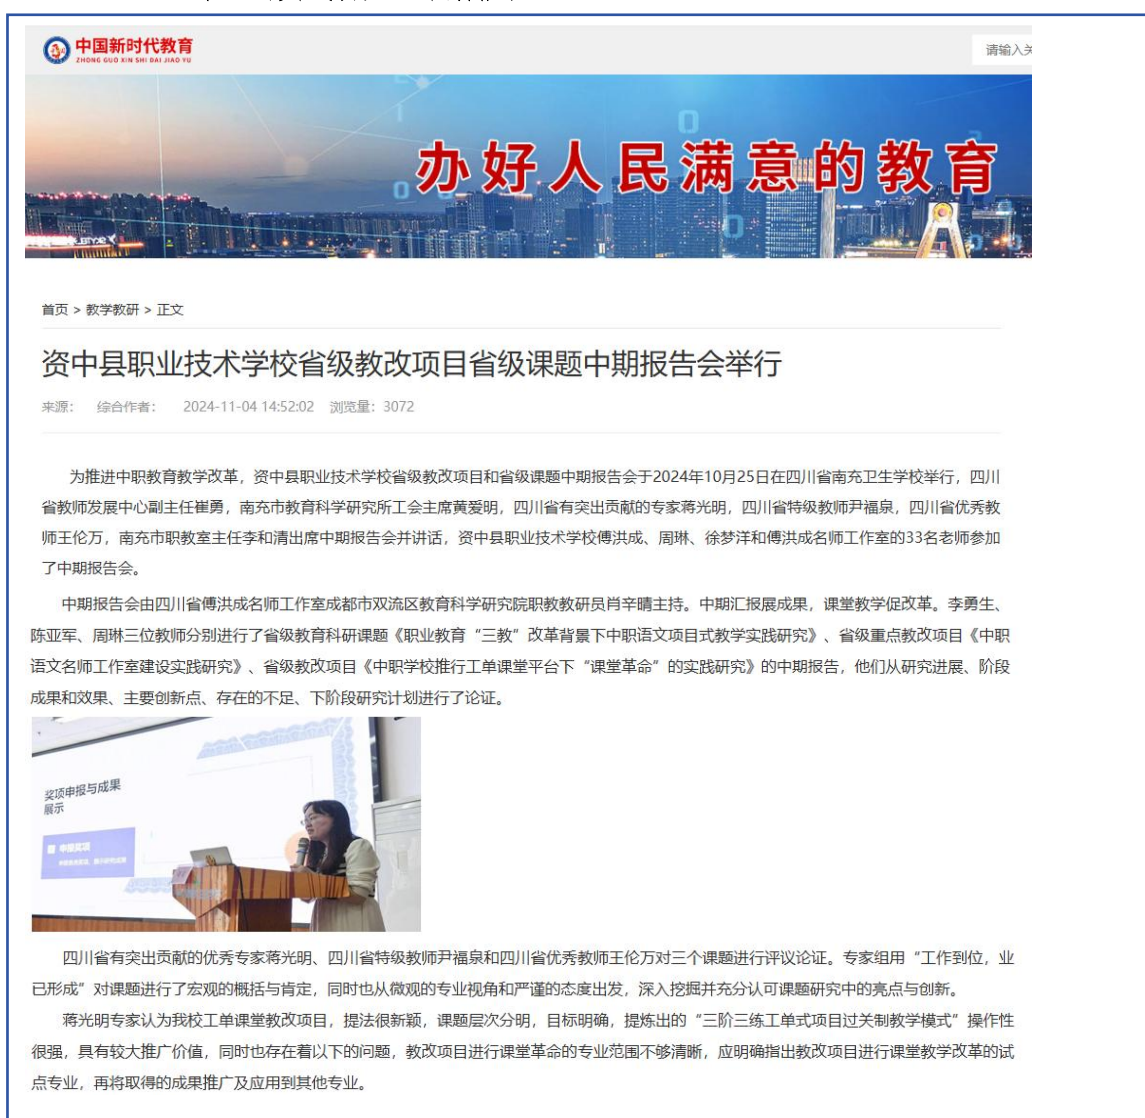 中国新时代教育
ZHONG GUO XIN SHI DAI JIAO YU
请输入关
办好人民满意的教育
首页 > 教学教研 > 正文
资中县职业技术学校省级教改项目省级课题中期报告会举行
来源： 综合作者： 2024-11-04 14:52:02 浏览量：3072
为推进中职教育教学改革，资中县职业技术学校省级教改项目和省级课题中期报告会于2024年10月25日在四川省南充卫生学校举行，四川
省教师发展中心副主任崔勇，南充市教育科学研究所工会主席黄爱明，四川省有突出贡献的专家蒋光明，四川省特级教师尹福泉，四川省优秀教
师王伦万，南充市职教室主任李和清出席中期报告会并讲话，资中县职业技术学校傅洪成、周琳、徐梦洋和傅洪成名师工作室的33名老师参加
了中期报告会。
中期报告会由四川省傅洪成名师工作室成都市双流区教育科学研究院职教教研员肖辛晴主持。中期汇报展成果，课堂教学促改革。李勇生、
陈亚军、周琳三位教师分别进行了省级教育科研课题《职业教育“三教”改革背景下中职语文项目式教学实践研究》、省级重点教改项目《中职
语文名师工作室建设实践研究》、省级教改项目《中职学校推行工单课堂平台下“课堂革命”的实践研究》的中期报告，他们从研究进展、阶段
成果和效果、主要创新点、存在的不足、下阶段研究计划进行了论证。
奖项申报与成果
展示
申报奖项
四川省有突出贡献的优秀专家蒋光明、四川省特级教师尹福泉和四川省优秀教师王伦万对三个课题进行评议论证。专家组用“工作到位，业
已形成”对课题进行了宏观的概括与肯定，同时也从微观的专业视角和严谨的态度出发，深入挖掘并充分认可课题研究中的亮点与创新。
蒋光明专家认为我校工单课堂教改项目，提法很新颖，课题层次分明，目标明确，提炼出的“三阶三练工单式项目过关制教学模式”操作性
很强，具有较大推广价值，同时也存在着以下的问题，教改项目进行课堂革命的专业范围不够清晰，应明确指出教改项目进行课堂教学改革的试
点专业，再将取得的成果推广及应用到其他专业。